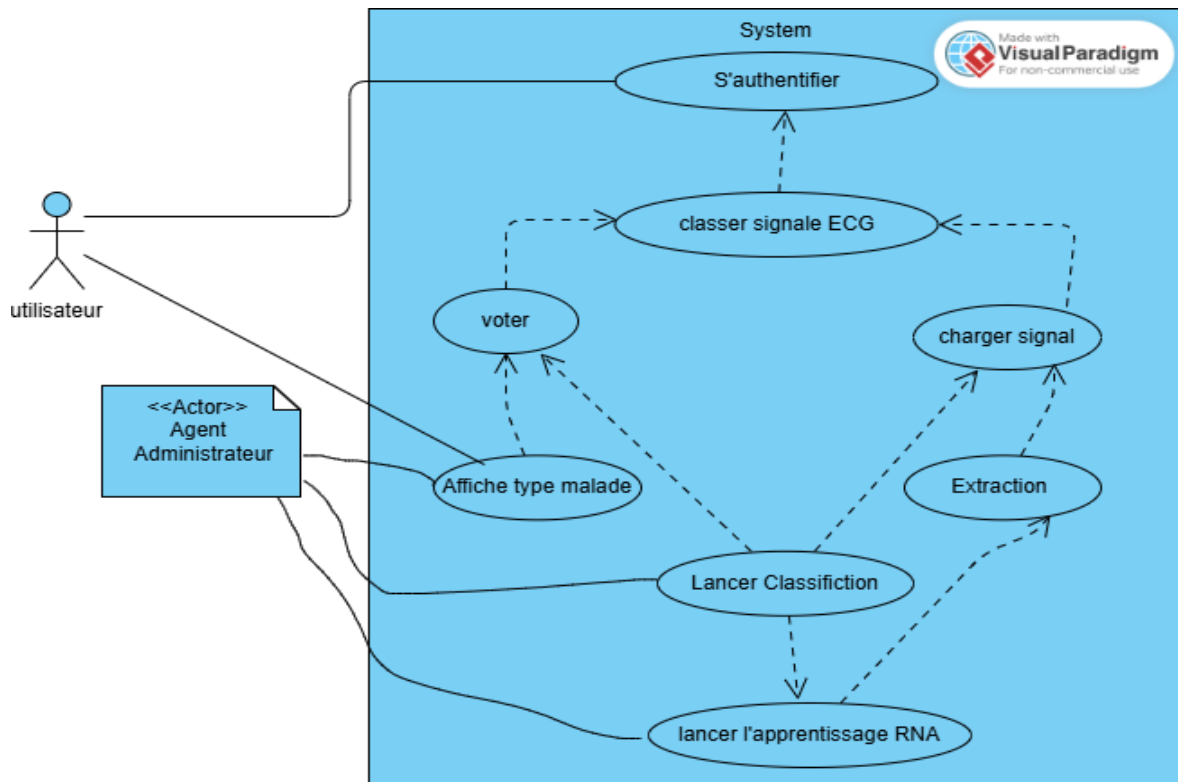 System
Made with
Visual Paradigm
For non-commercial use
S'authentifier
classer signale ECG
utilisateur
voter
charger signal
<<Actor>>
Agent
Administrateur
Affiche type malade
Extraction
Lancer Classifiction
lancer l'apprentissage RNA